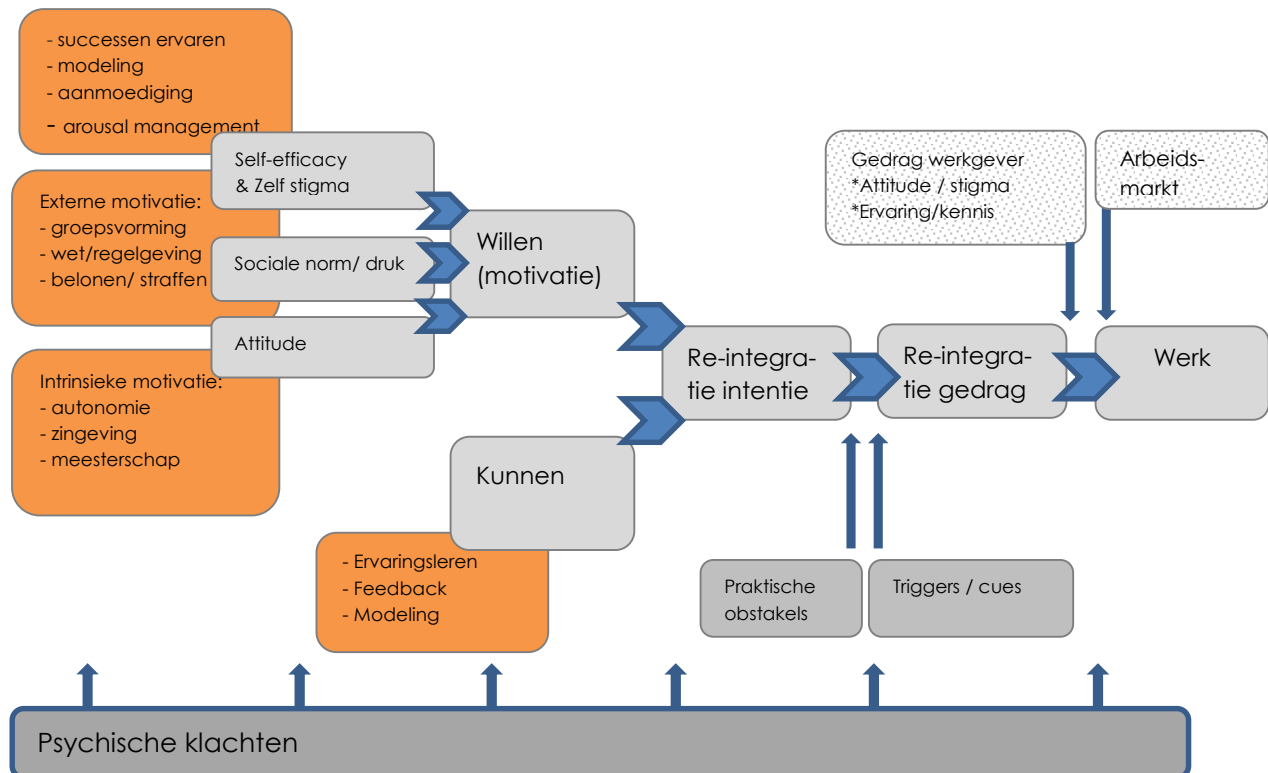 - successen ervaren
- modeling
- aanmoediging
- arousal management
Self-efficacy
& Zelf stigma
Externe motivatie:
- groepsvorming
- wet/regelgeving
- belonen/ straffen
Sociale norm/ druk
Attitude
Intrinsieke motivatie:
- autonomie
- zingeving
- meesterschap
Willen
(motivatie)
Kunnen
- Ervaringsleren
- Feedback
- Modeling
Re-integra-
tie intentie
Re-integra-
tie gedrag
Werk
Gedrag werkgever
*Attitude / stigma
*Ervaring/kennis
Arbeids-
markt
Praktische
obstakels
Triggers / cues
Psychische klachten